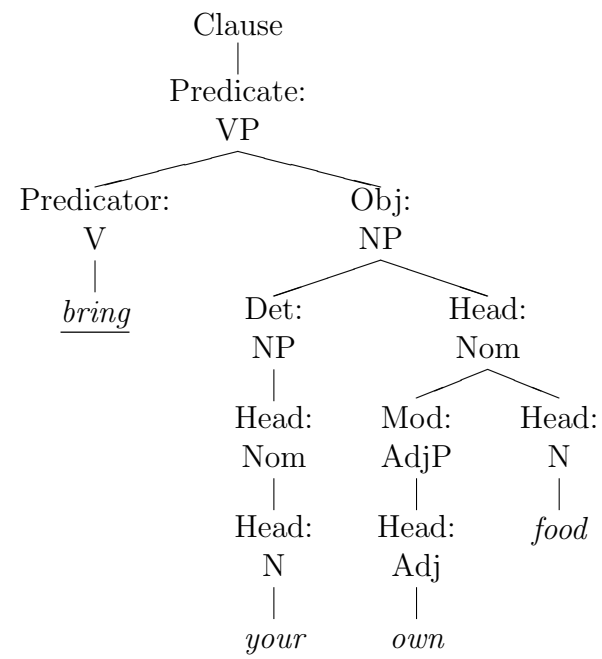 Clause
Predicate:
VP
Predicator: Obj:
V NP
bring Det: Head:
NP Nom
Head: Mod: Head:
Nom AdjP N
Head: Head: food
N Adj
your own